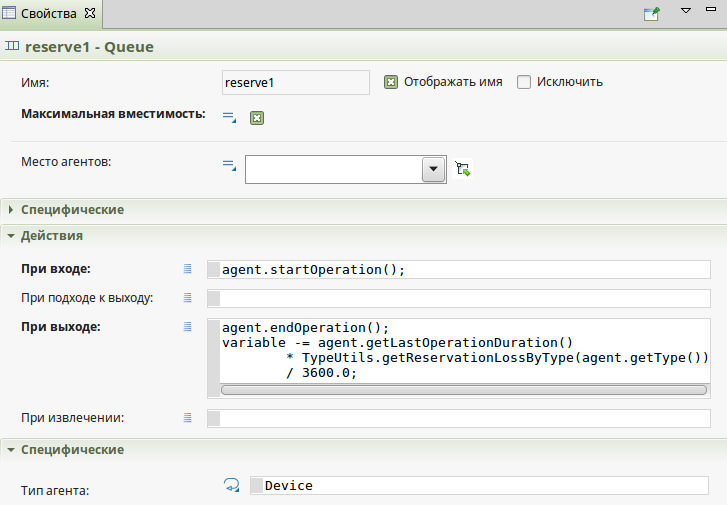 Свойства
reserve1 - Queue
Имя: reserve1 Отображать имя Исключить
Максимальная вместимость:
Место агентов:
Специфические
Действия
При входе: agent.startOperation();
При подходе к выходу:
При выходе: agent.endOperation();
variable -= agent.getLastOperationDuration()
* TypeUtils.getReservationLossByType(agent.getType())
/ 3600.0;
При извлечении:
Специфические
Тип агента: Device